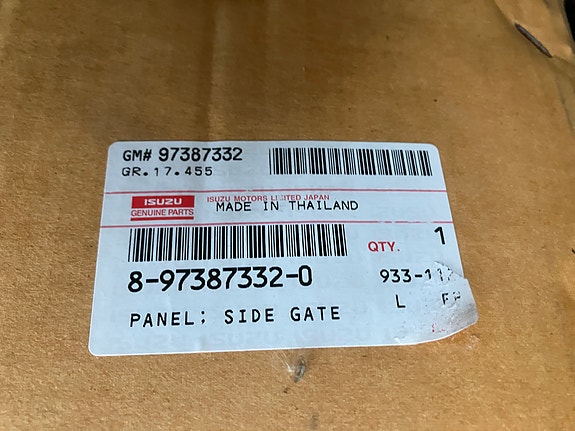 GM# 97387332
GR.17.455
ISUZU
GENUINE PARTS
ISUZU MOTORS LIMITED JAPAN
MADE IN THAILAND
QTY. 1
8-97387332-0
L
PANEL; SIDE GATE